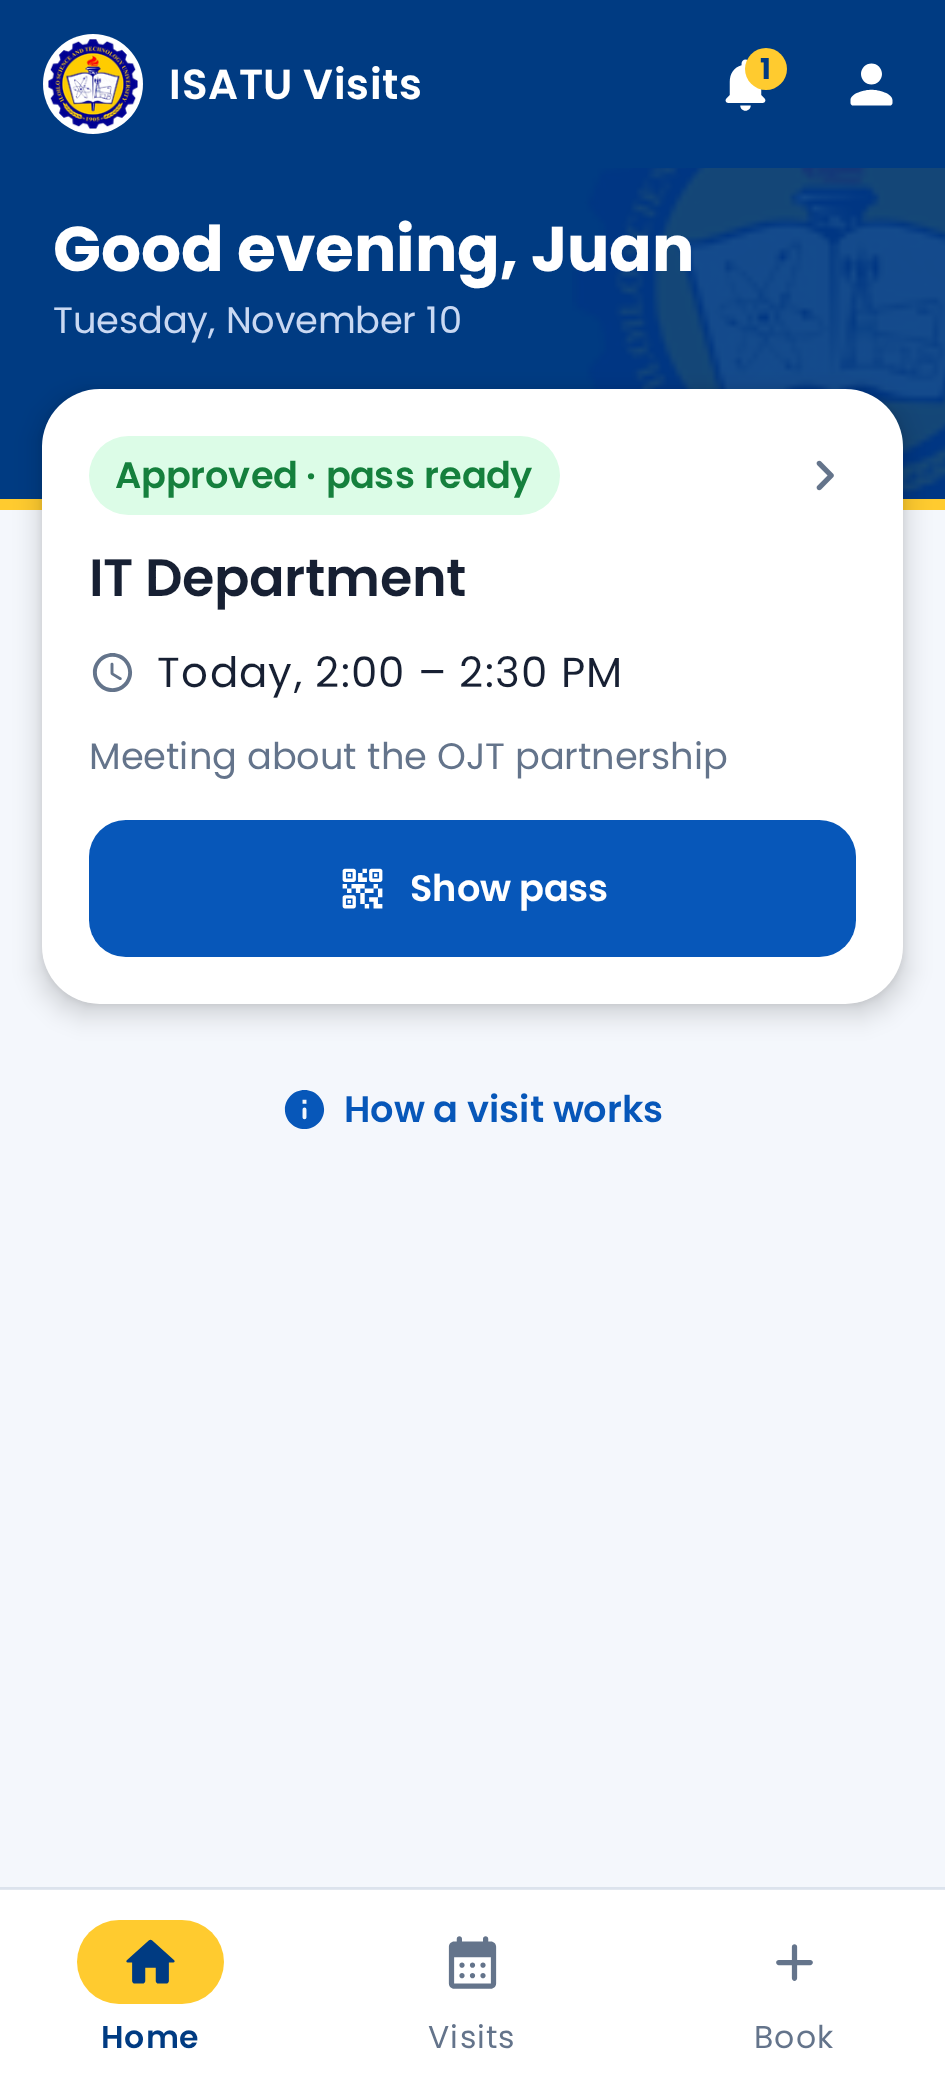 ISATU Visits
1
Good evening, Juan
Tuesday, November 10
Approved · pass ready
IT Department
Today, 2:00 – 2:30 PM
Meeting about the OJT partnership
Show pass
How a visit works
Home
Visits
Book